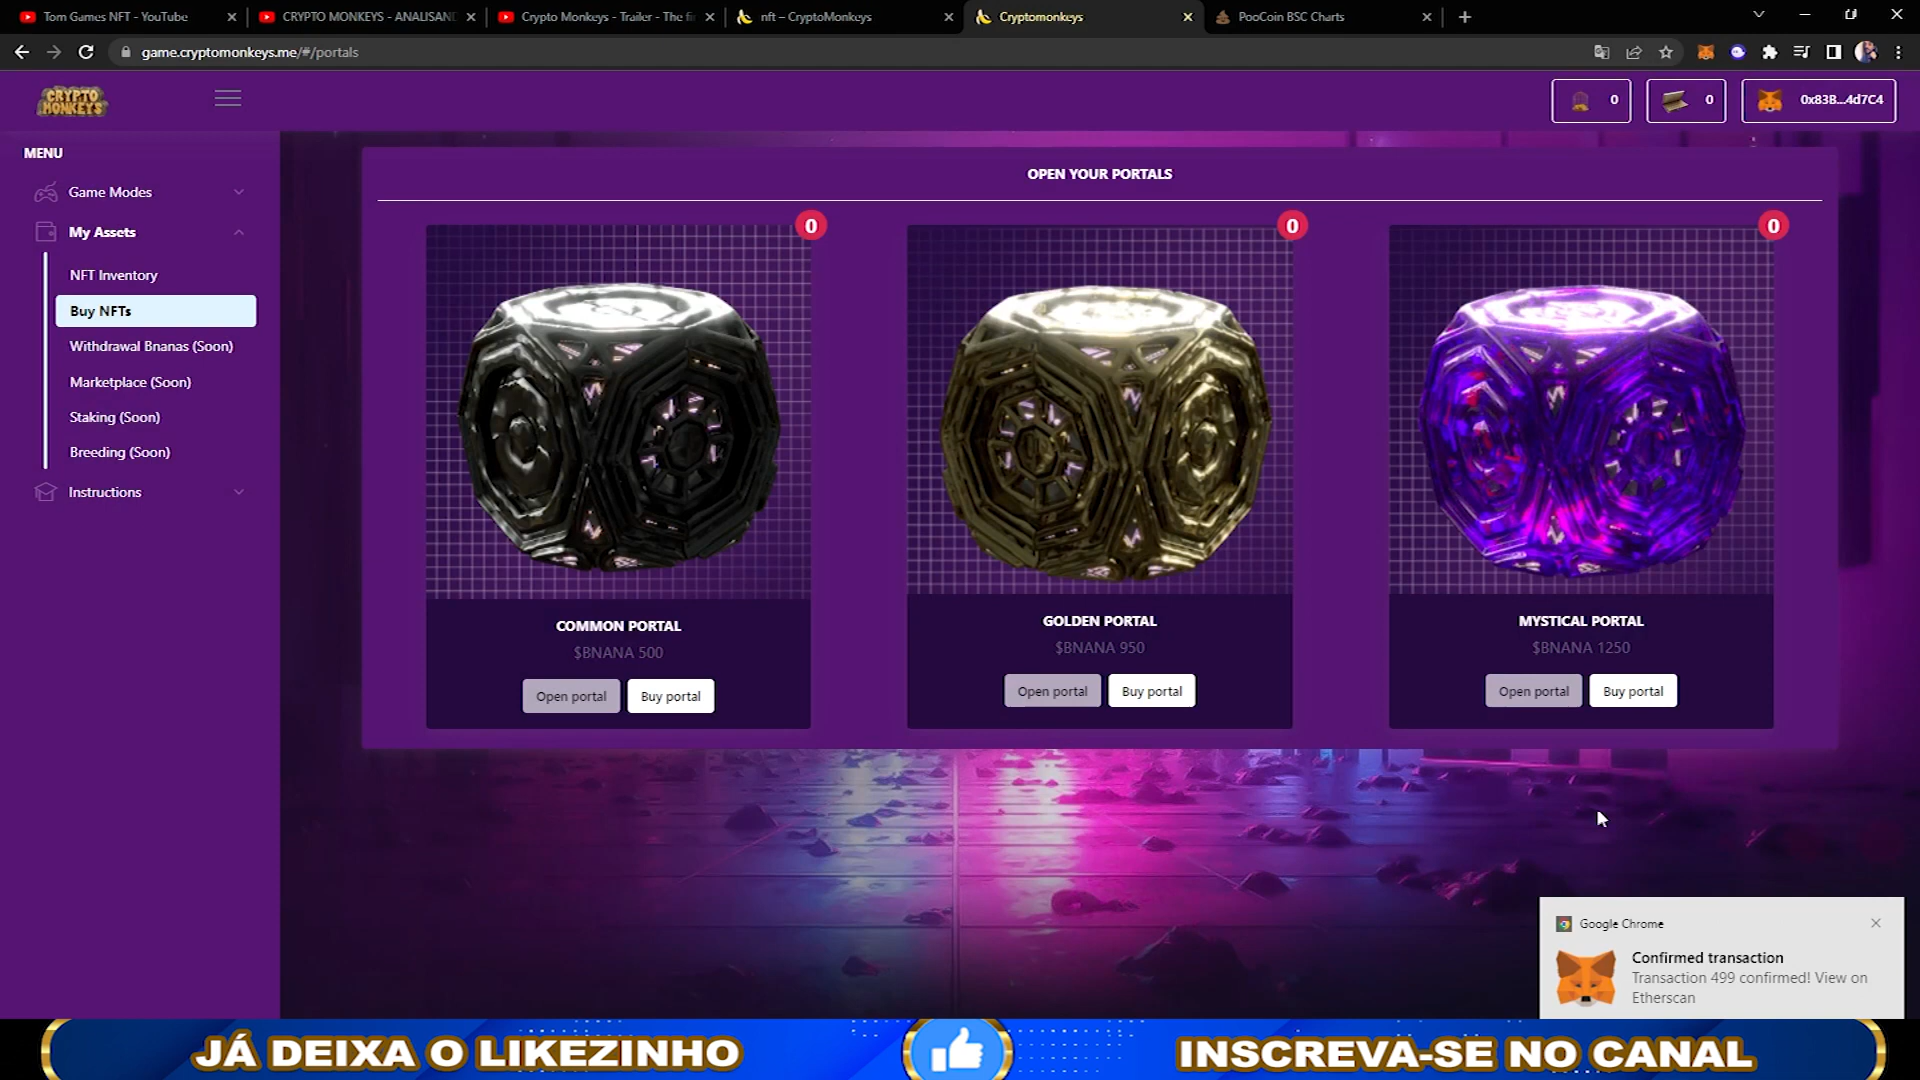 Tom Games NFT - YouTube
CRYPTO MONKEYS - ANALISAND
Crypto Monkeys - Trailer - The fir
nft – CryptoMonkeys
Cryptomonkeys
PooCoin BSC Charts
game.cryptomonkeys.me/#/portals
CRYPTO
MONKEYS
0
0
0x83B...4d7C4
MENU
Game Modes
My Assets
NFT Inventory
Buy NFTs
Withdrawal Bnanas (Soon)
Marketplace (Soon)
Staking (Soon)
Breeding (Soon)
Instructions
OPEN YOUR PORTALS
0
0
0
COMMON PORTAL
$BNANA 500
Open portal
Buy portal
GOLDEN PORTAL
$BNANA 950
Open portal
Buy portal
MYSTICAL PORTAL
$BNANA 1250
Open portal
Buy portal
Google Chrome
Confirmed transaction
Transaction 499 confirmed! View on
Etherscan
JÁ DEIXA O LIKEZINHO
INSCREVA-SE NO CANAL